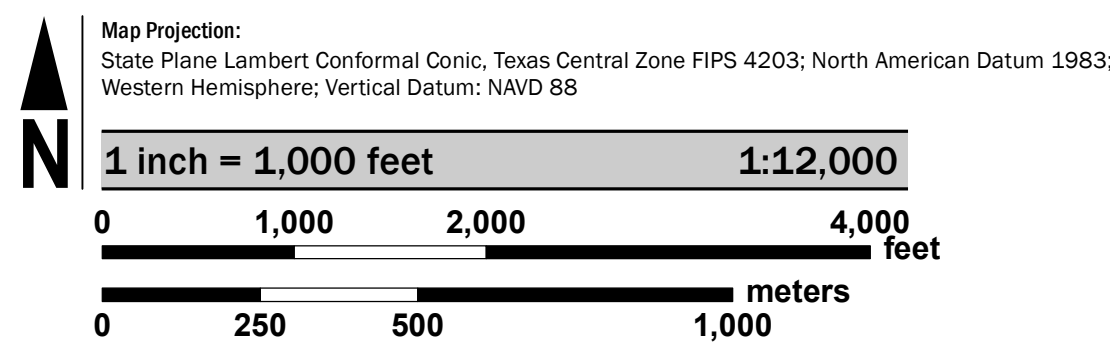 Map Projection:
State Plane Lambert Conformal Conic, Texas Central Zone FIPS 4203; North American Datum 1983;
Western Hemisphere; Vertical Datum: NAVD 88
N
1 inch = 1,000 feet 1:12,000
0 1,000 2,000 4,000
feet
meters
0 250 500 1,000